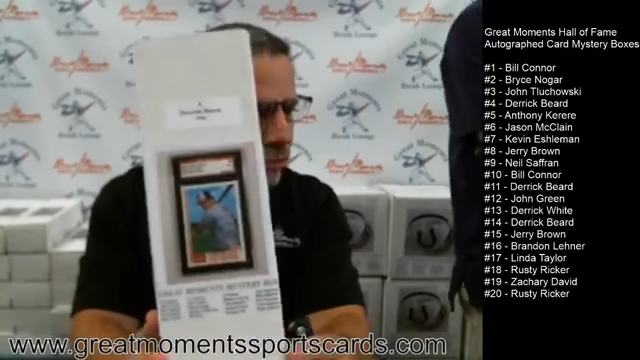 Great Moments Hall of Fame
Autographed Card Mystery Boxes
#1 - Bill Connor
#2 - Bryce Nogar
#3 - John Tluchowski
#4 - Derrick Beard
#5 - Anthony Kerere
#6 - Jason McClain
#7 - Kevin Eshleman
#8 - Jerry Brown
#9 - Neil Saffran
#10 - Bill Connor
#11 - Derrick Beard
#12 - John Green
#13 - Derrick White
#14 - Derrick Beard
#15 - Jerry Brown
#16 - Brandon Lehner
#17 - Linda Taylor
#18 - Rusty Ricker
#19 - Zachary David
#20 - Rusty Ricker
Great Moments
Break Lounge
GREAT MOMENTS MYSTERY BOX
www.greatmomentssportscards.com